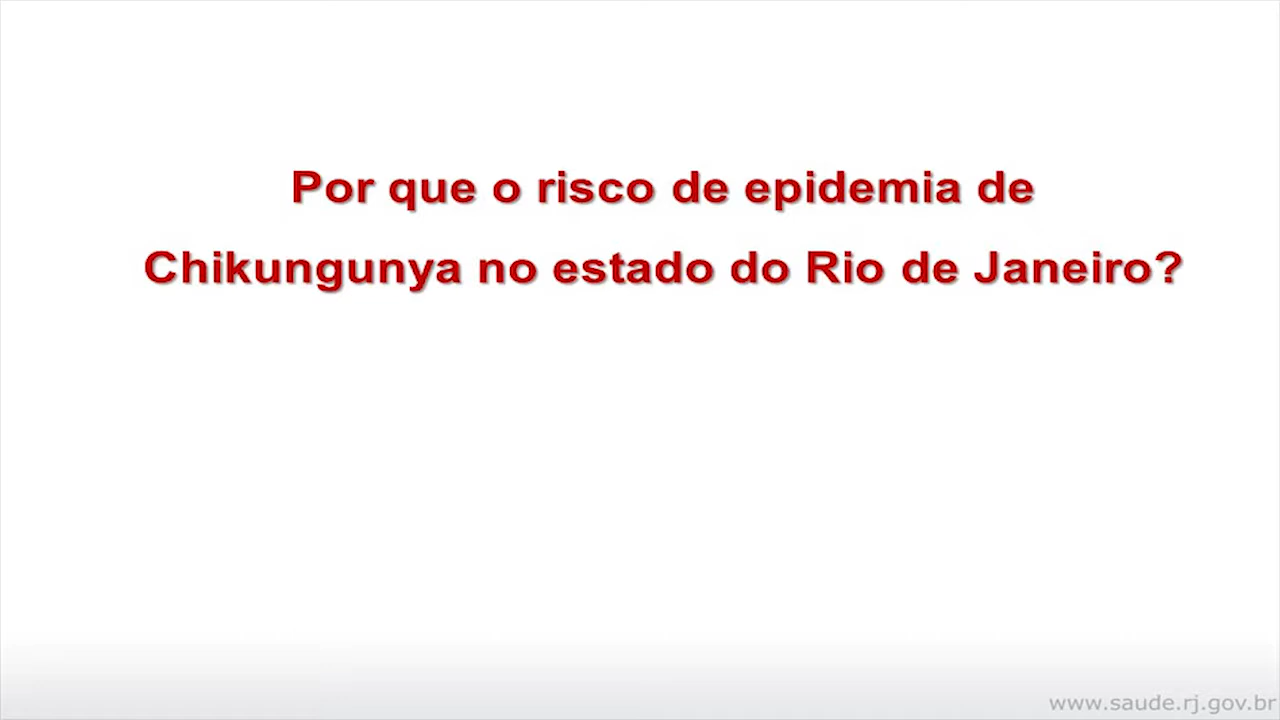 Por que o risco de epidemia de
Chikungunya no estado do Rio de Janeiro?
www.saude.rj.gov.br